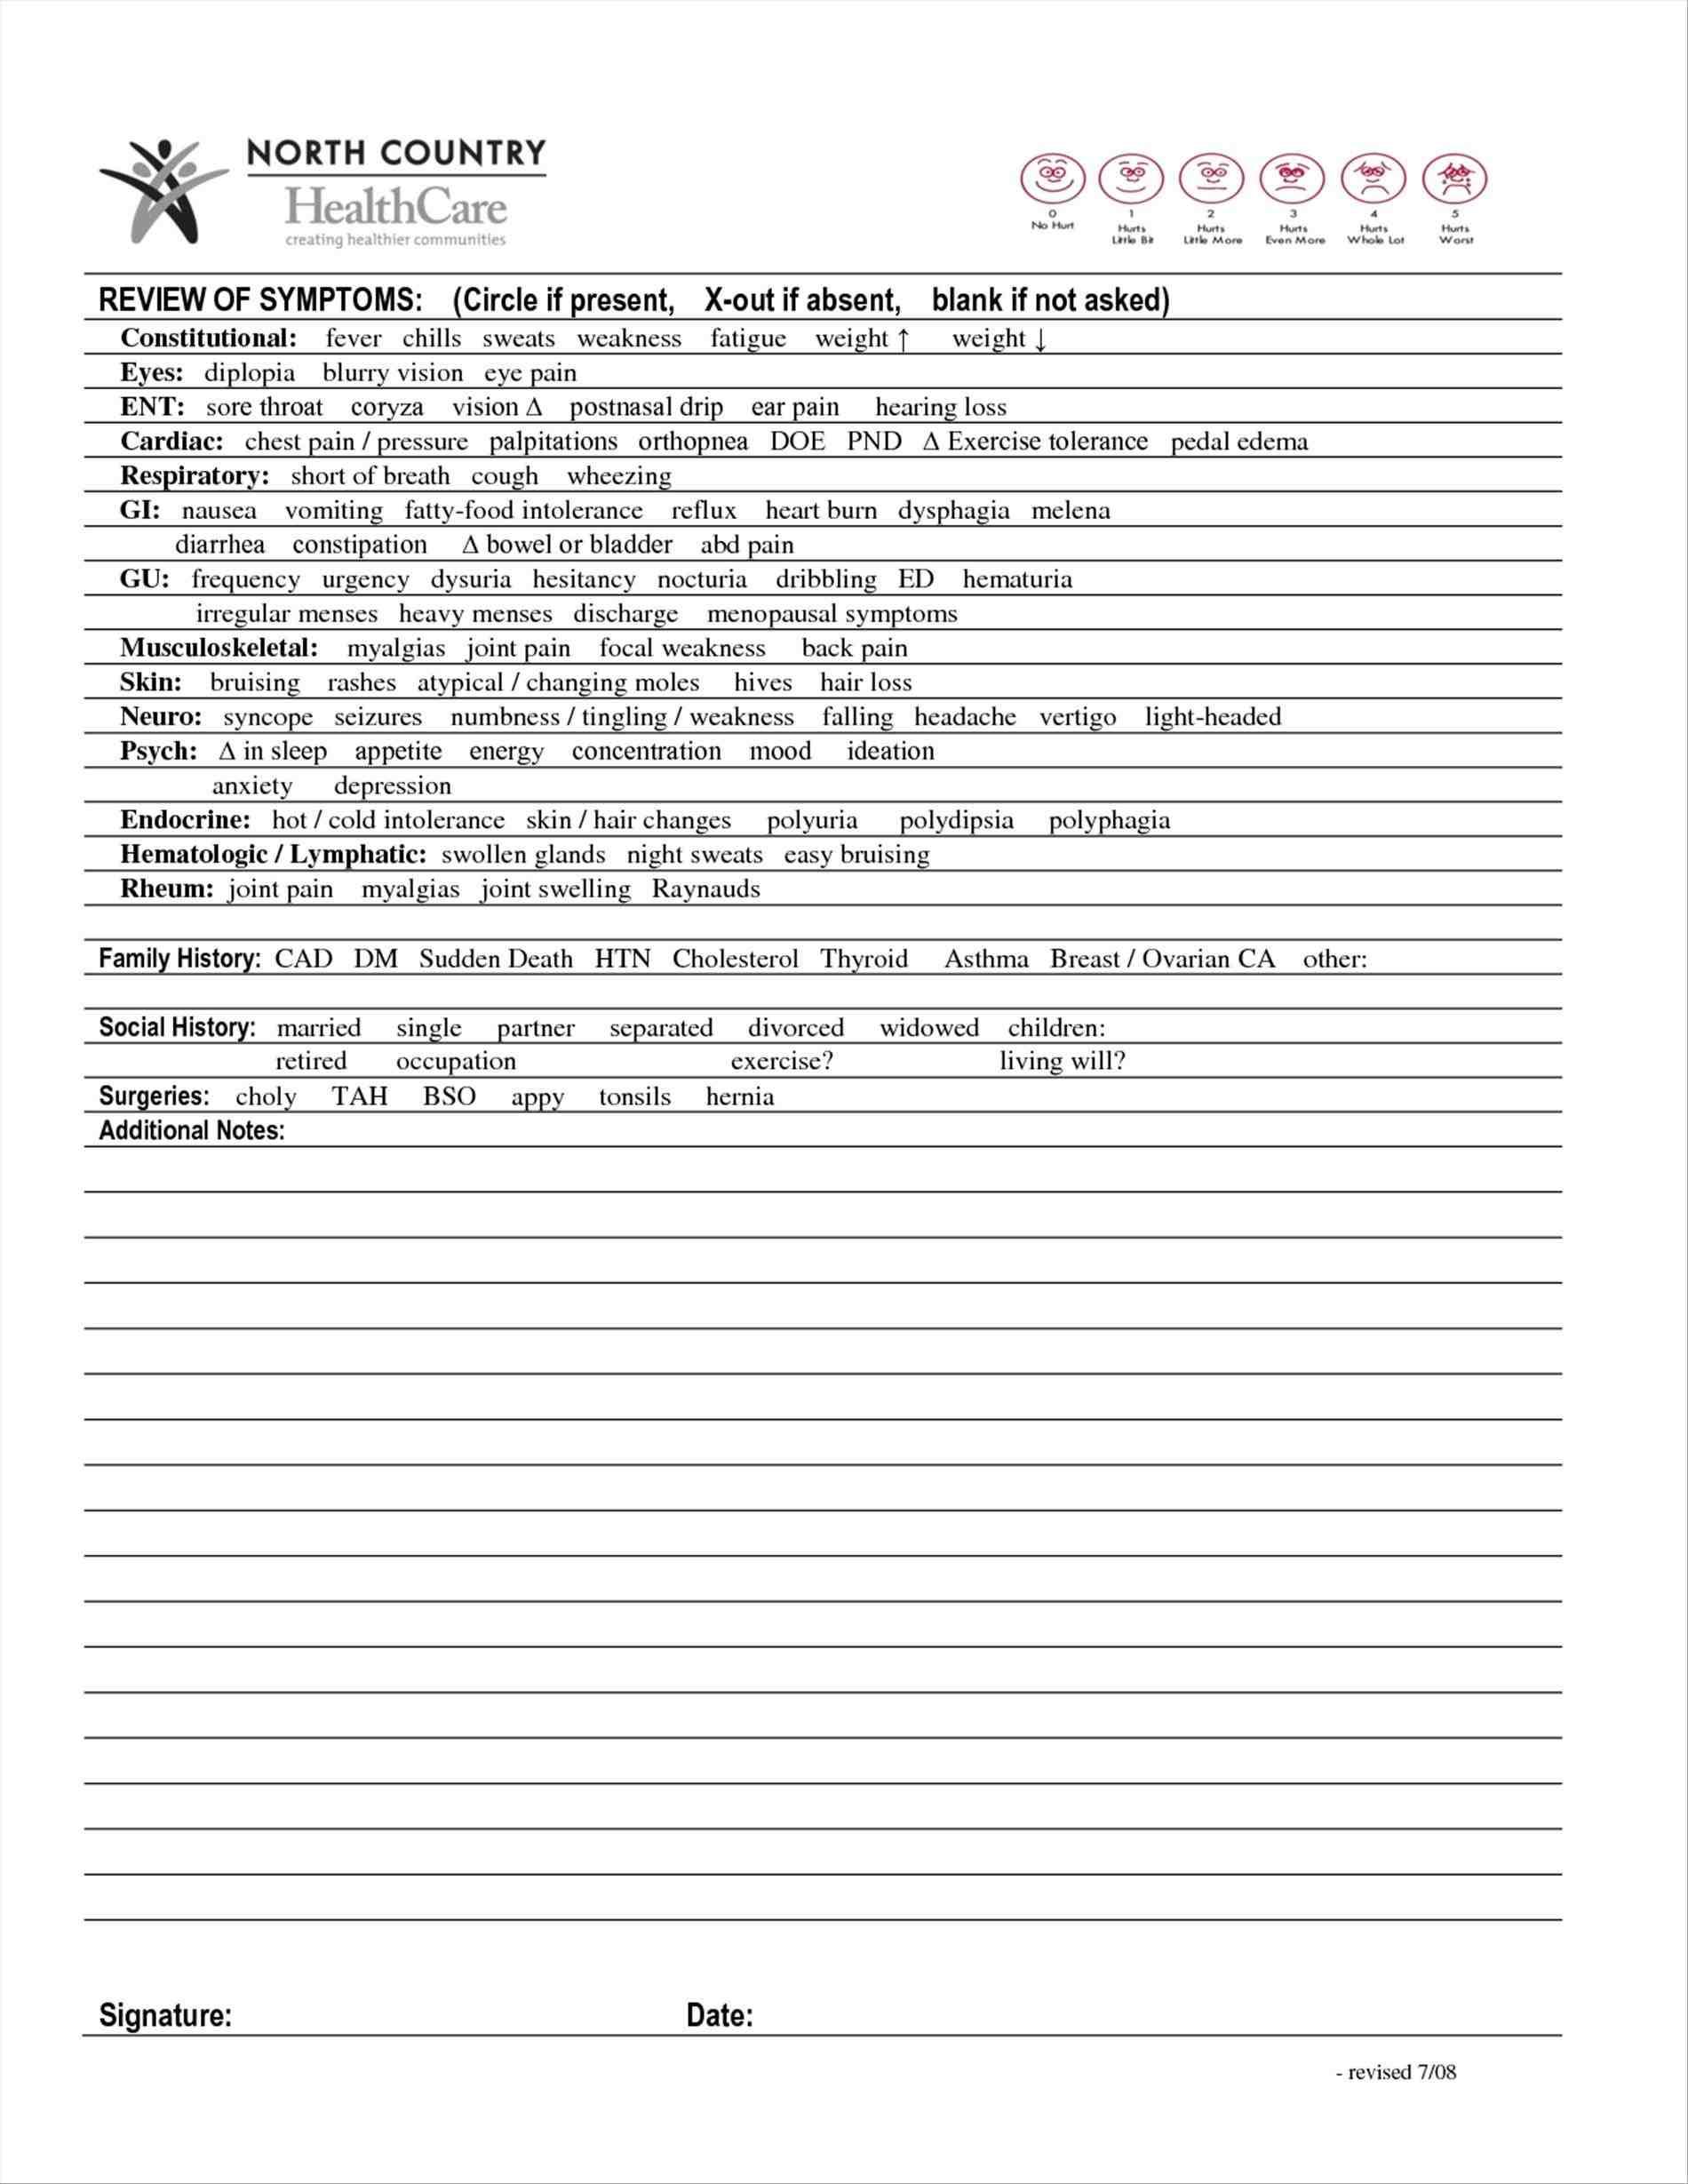 NORTH COUNTRY
HealthCare
creating healthier communities
0 1 2 3 4 5
No Hurt Hurts Little Bit Hurts Little More Hurts Even More Hurts Whole Lot Hurts Worst
REVIEW OF SYMPTOMS: (Circle if present, X-out if absent, blank if not asked)
Constitutional: fever chills sweats weakness fatigue weight ↑ weight ↓
Eyes: diplopia blurry vision eye pain
ENT: sore throat coryza vision Δ postnasal drip ear pain hearing loss
Cardiac: chest pain / pressure palpitations orthopnea DOE PND Δ Exercise tolerance pedal edema
Respiratory: short of breath cough wheezing
GI: nausea vomiting fatty-food intolerance reflux heart burn dysphagia melena
diarrhea constipation Δ bowel or bladder abd pain
GU: frequency urgency dysuria hesitancy nocturia dribbling ED hematuria
irregular menses heavy menses discharge menopausal symptoms
Musculoskeletal: myalgias joint pain focal weakness back pain
Skin: bruising rashes atypical / changing moles hives hair loss
Neuro: syncope seizures numbness / tingling / weakness falling headache vertigo light-headed
Psych: Δ in sleep appetite energy concentration mood ideation
anxiety depression
Endocrine: hot / cold intolerance skin / hair changes polyuria polydipsia polyphagia
Hematologic / Lymphatic: swollen glands night sweats easy bruising
Rheum: joint pain myalgias joint swelling Raynauds
Family History: CAD DM Sudden Death HTN Cholesterol Thyroid Asthma Breast / Ovarian CA other:
Social History: married single partner separated divorced widowed children:
retired occupation exercise? living will?
Surgeries: choly TAH BSO appy tonsils hernia
Additional Notes:
Signature: Date:
- revised 7/08